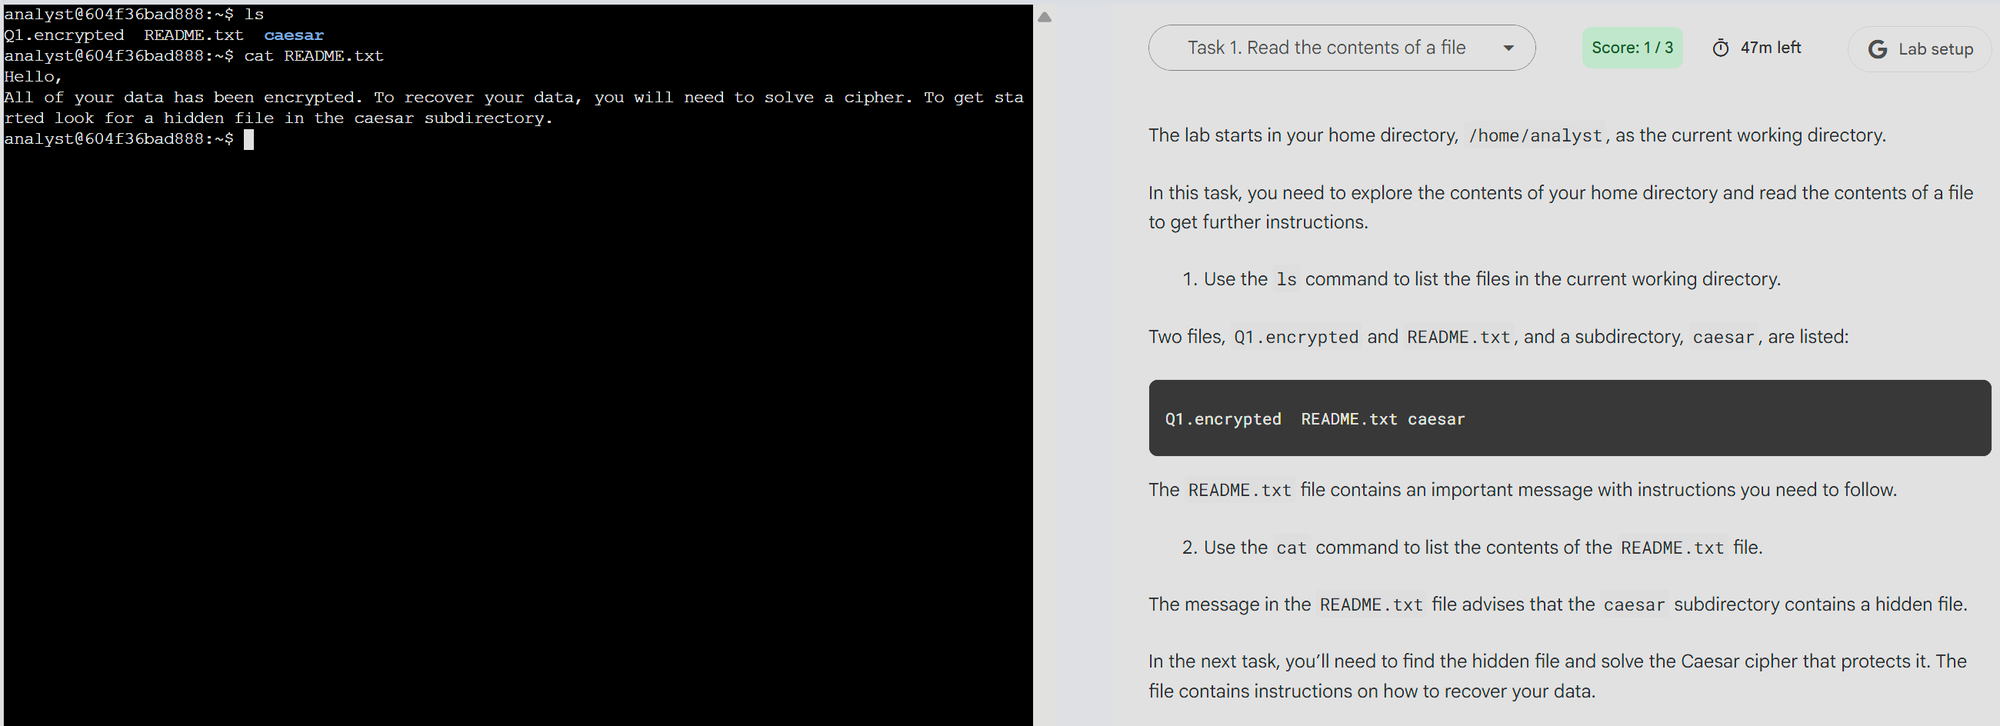 analyst@604f36bad888:~$ ls
Q1.encrypted  README.txt  caesar
analyst@604f36bad888:~$ cat README.txt
Hello,
All of your data has been encrypted. To recover your data, you will need to solve a cipher. To get sta
rted look for a hidden file in the caesar subdirectory.
analyst@604f36bad888:~$
Task 1. Read the contents of a file
Score: 1 / 3
47m left
G Lab setup
The lab starts in your home directory, /home/analyst, as the current working directory.
In this task, you need to explore the contents of your home directory and read the contents of a file
to get further instructions.
1. Use the ls command to list the files in the current working directory.
Two files, Q1.encrypted and README.txt, and a subdirectory, caesar, are listed:
Q1.encrypted  README.txt caesar
The README.txt file contains an important message with instructions you need to follow.
2. Use the cat command to list the contents of the README.txt file.
The message in the README.txt file advises that the caesar subdirectory contains a hidden file.
In the next task, you’ll need to find the hidden file and solve the Caesar cipher that protects it. The
file contains instructions on how to recover your data.